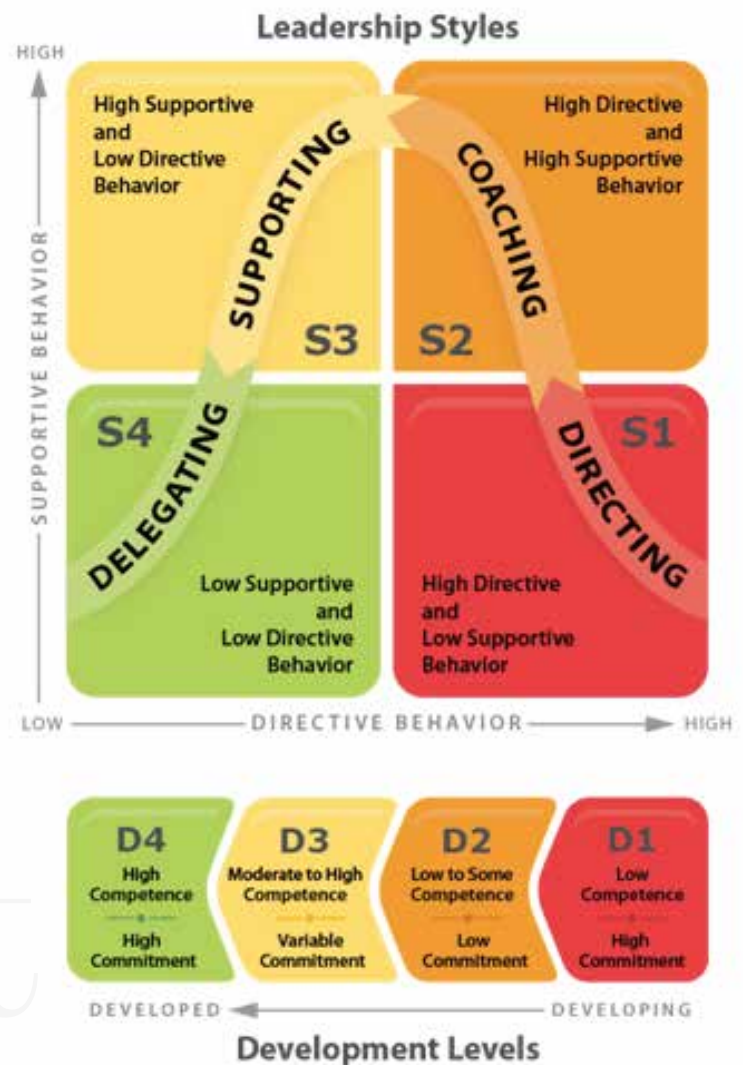 Leadership Styles
HIGH
High Supportive
and
Low Directive
Behavior
SUPPORTING
S3
High Directive
and
High Supportive
Behavior
COACHING
S2
SUPPORTIVE BEHAVIOR
S4
DELEGATING
Low Supportive
and
Low Directive
Behavior
S1
DIRECTING
High Directive
and
Low Supportive
Behavior
LOW
DIRECTIVE BEHAVIOR
HIGH
D4
High
Competence
High
Commitment
D3
Moderate to High
Competence
Variable
Commitment
D2
Low to Some
Competence
Low
Commitment
D1
Low
Competence
High
Commitment
DEVELOPED
DEVELOPING
Development Levels